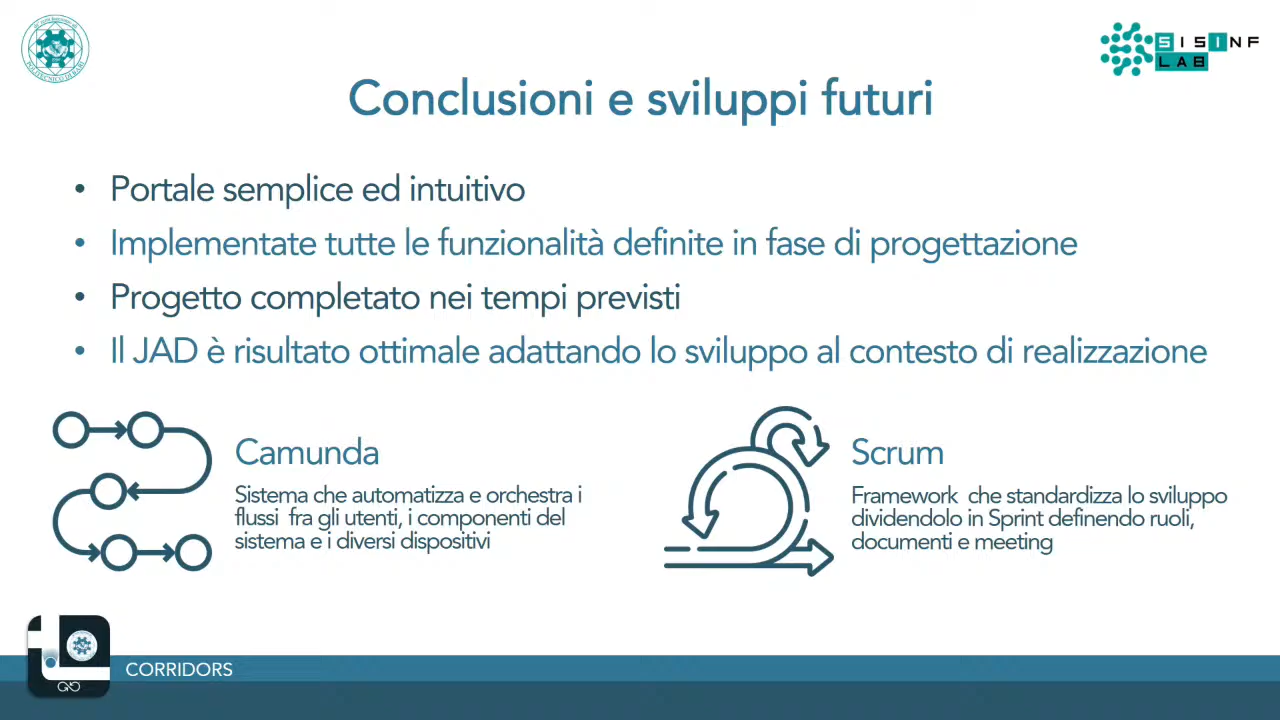 POLITECNICO DI BARI
SISINF
LAB
Conclusioni e sviluppi futuri
• Portale semplice ed intuitivo
• Implementate tutte le funzionalità definite in fase di progettazione
• Progetto completato nei tempi previsti
• Il JAD è risultato ottimale adattando lo sviluppo al contesto di realizzazione
Camunda
Sistema che automatizza e orchestra i
flussi fra gli utenti, i componenti del
sistema e i diversi dispositivi
Scrum
Framework che standardizza lo sviluppo
dividendolo in Sprint definendo ruoli,
documenti e meeting
CORRIDORS